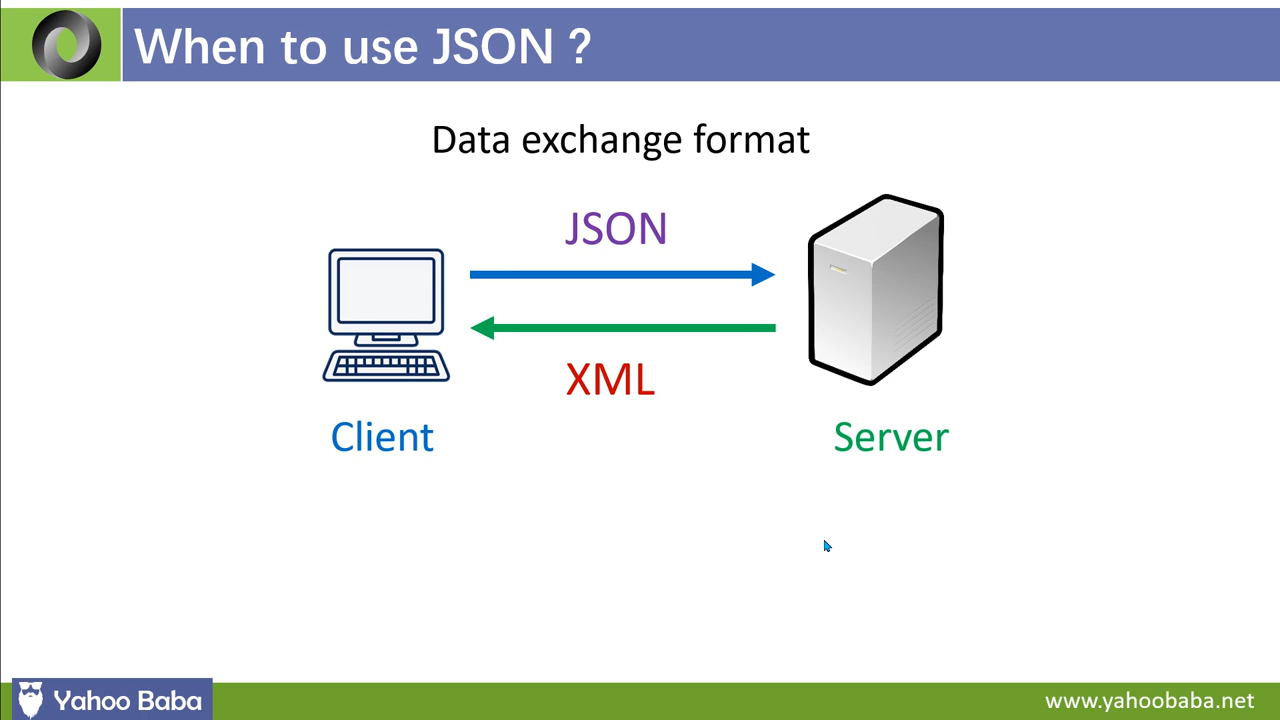 When to use JSON ?
Data exchange format
JSON
XML
Client
Server
Yahoo Baba
www.yahoobaba.net